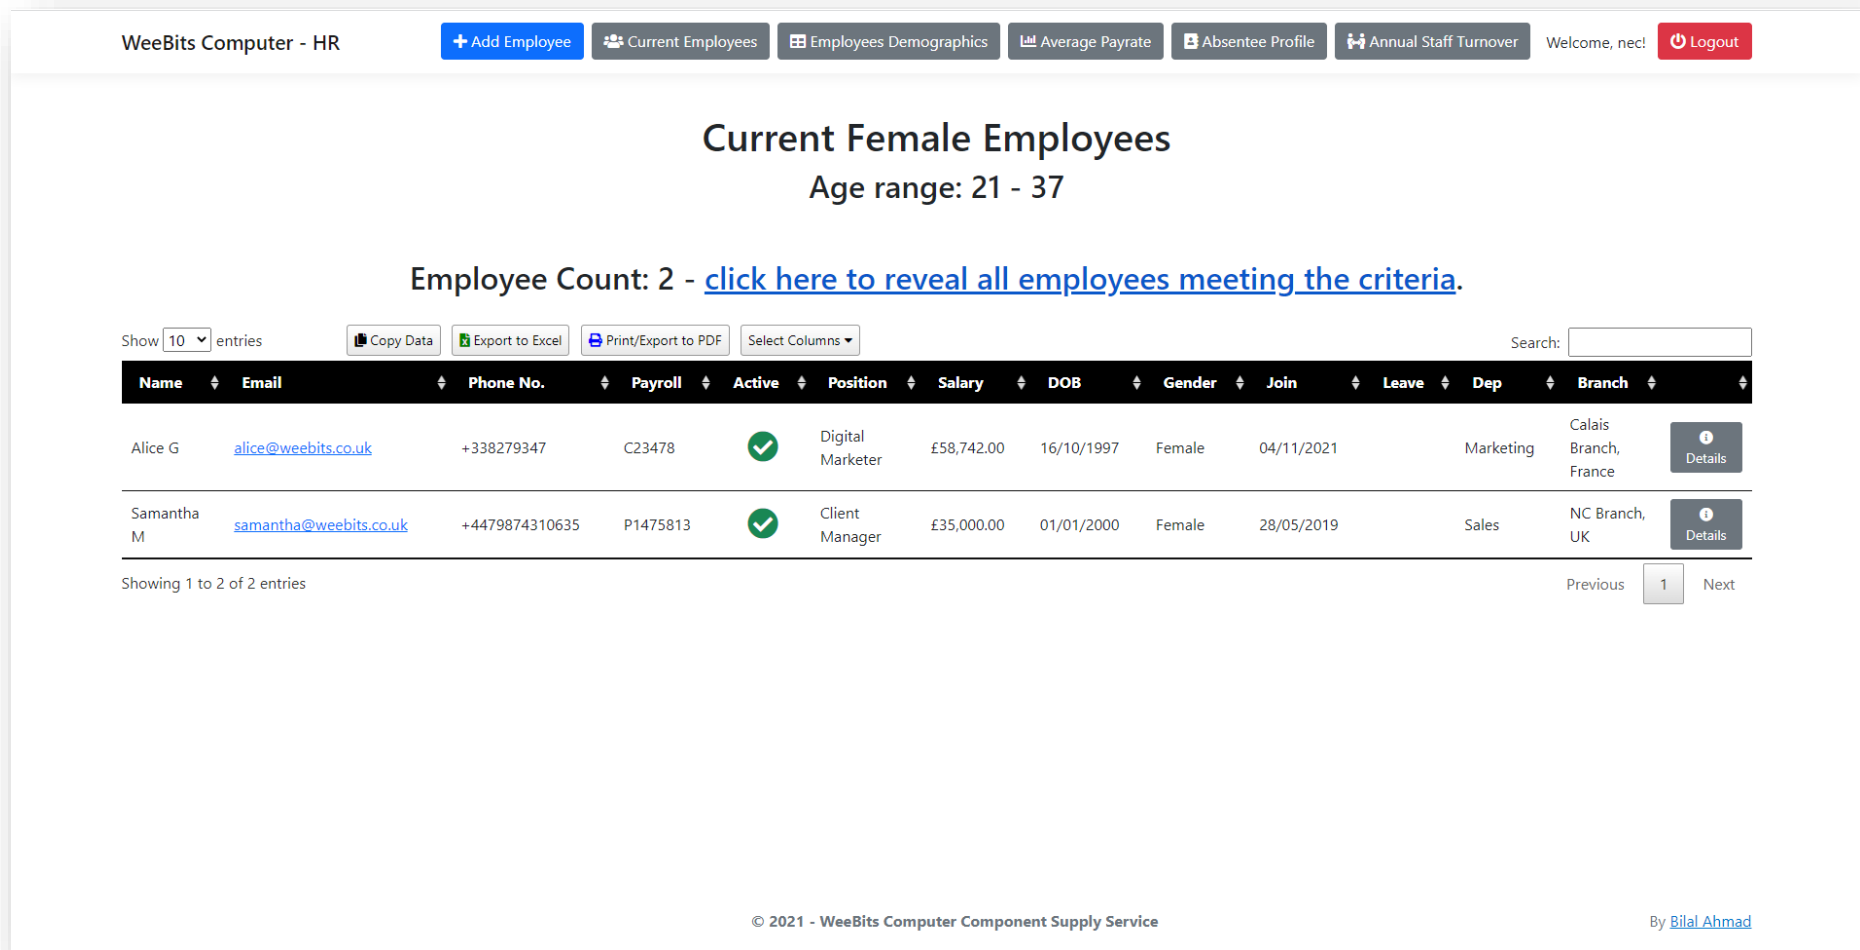 WeeBits Computer - HR
Add Employee
Current Employees
Employees Demographics
Average Payrate
Absentee Profile
Annual Staff Turnover
Welcome, nec!
Logout
Current Female Employees
Age range: 21 - 37
Employee Count: 2 - click here to reveal all employees meeting the criteria.
Show 10 entries
Copy Data
Export to Excel
Print/Export to PDF
Select Columns
Search:
Name Email Phone No. Payroll Active Position Salary DOB Gender Join Leave Dep Branch
Alice G alice@weebits.co.uk +338279347 C23478 Digital Marketer £58,742.00 16/10/1997 Female 04/11/2021 Marketing Calais Branch, France Details
Samantha M samantha@weebits.co.uk +4479874310635 P1475813 Client Manager £35,000.00 01/01/2000 Female 28/05/2019 Sales NC Branch, UK Details
Showing 1 to 2 of 2 entries
Previous 1 Next
© 2021 - WeeBits Computer Component Supply Service
By Bilal Ahmad